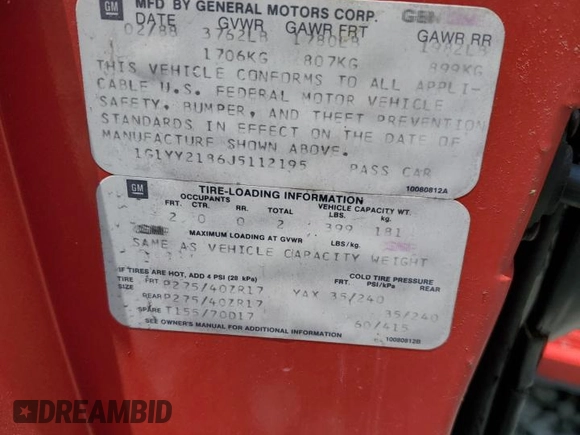 GM
MFD BY GENERAL MOTORS CORP.
DATE GVWR GAWR FRT GAWR RR
02/88 3762LB 1780LB 1982LB
1706KG 807KG 899KG
THIS VEHICLE CONFORMS TO ALL APPLI-
CABLE U.S. FEDERAL MOTOR VEHICLE
SAFETY, BUMPER, AND THEFT PREVENTION
STANDARDS IN EFFECT ON THE DATE OF
MANUFACTURE SHOWN ABOVE.
1G1YY2186J5112195 PASS CAR
10080812A
GM
TIRE-LOADING INFORMATION
OCCUPANTS VEHICLE CAPACITY WT.
FRT. CTR. RR. TOTAL LBS. kg.
2 0 0 2 399 181
MAXIMUM LOADING AT GVWR LBS/kg.
SAME AS VEHICLE CAPACITY WEIGHT
IF TIRES ARE HOT, ADD 4 PSI (28 kPa) COLD TIRE PRESSURE
TIRE SIZE FRT. PSI/kPa REAR
FRT P275/40ZR17 YAX 35/240
REAR P275/40ZR17 35/240
SPARE T155/70D17 60/415
SEE OWNER'S MANUAL FOR ADDITIONAL INFORMATION
10080812B
DREAMBID